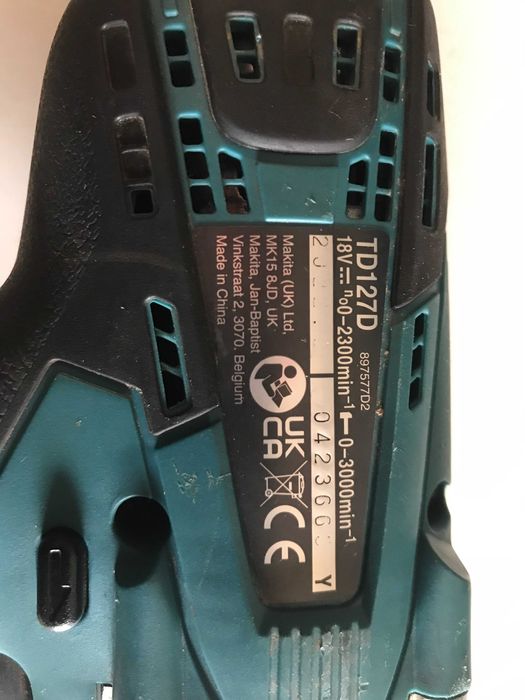 TD127D 897577D2
18V⎓ n₀0-2300min⁻¹ 0-3000min⁻¹
Y
Makita (UK) Ltd,
MK15 8JD, UK
Makita, Jan-Baptist
Vinkstraat 2, 3070, Belgium
Made in China
UK
CA
CE